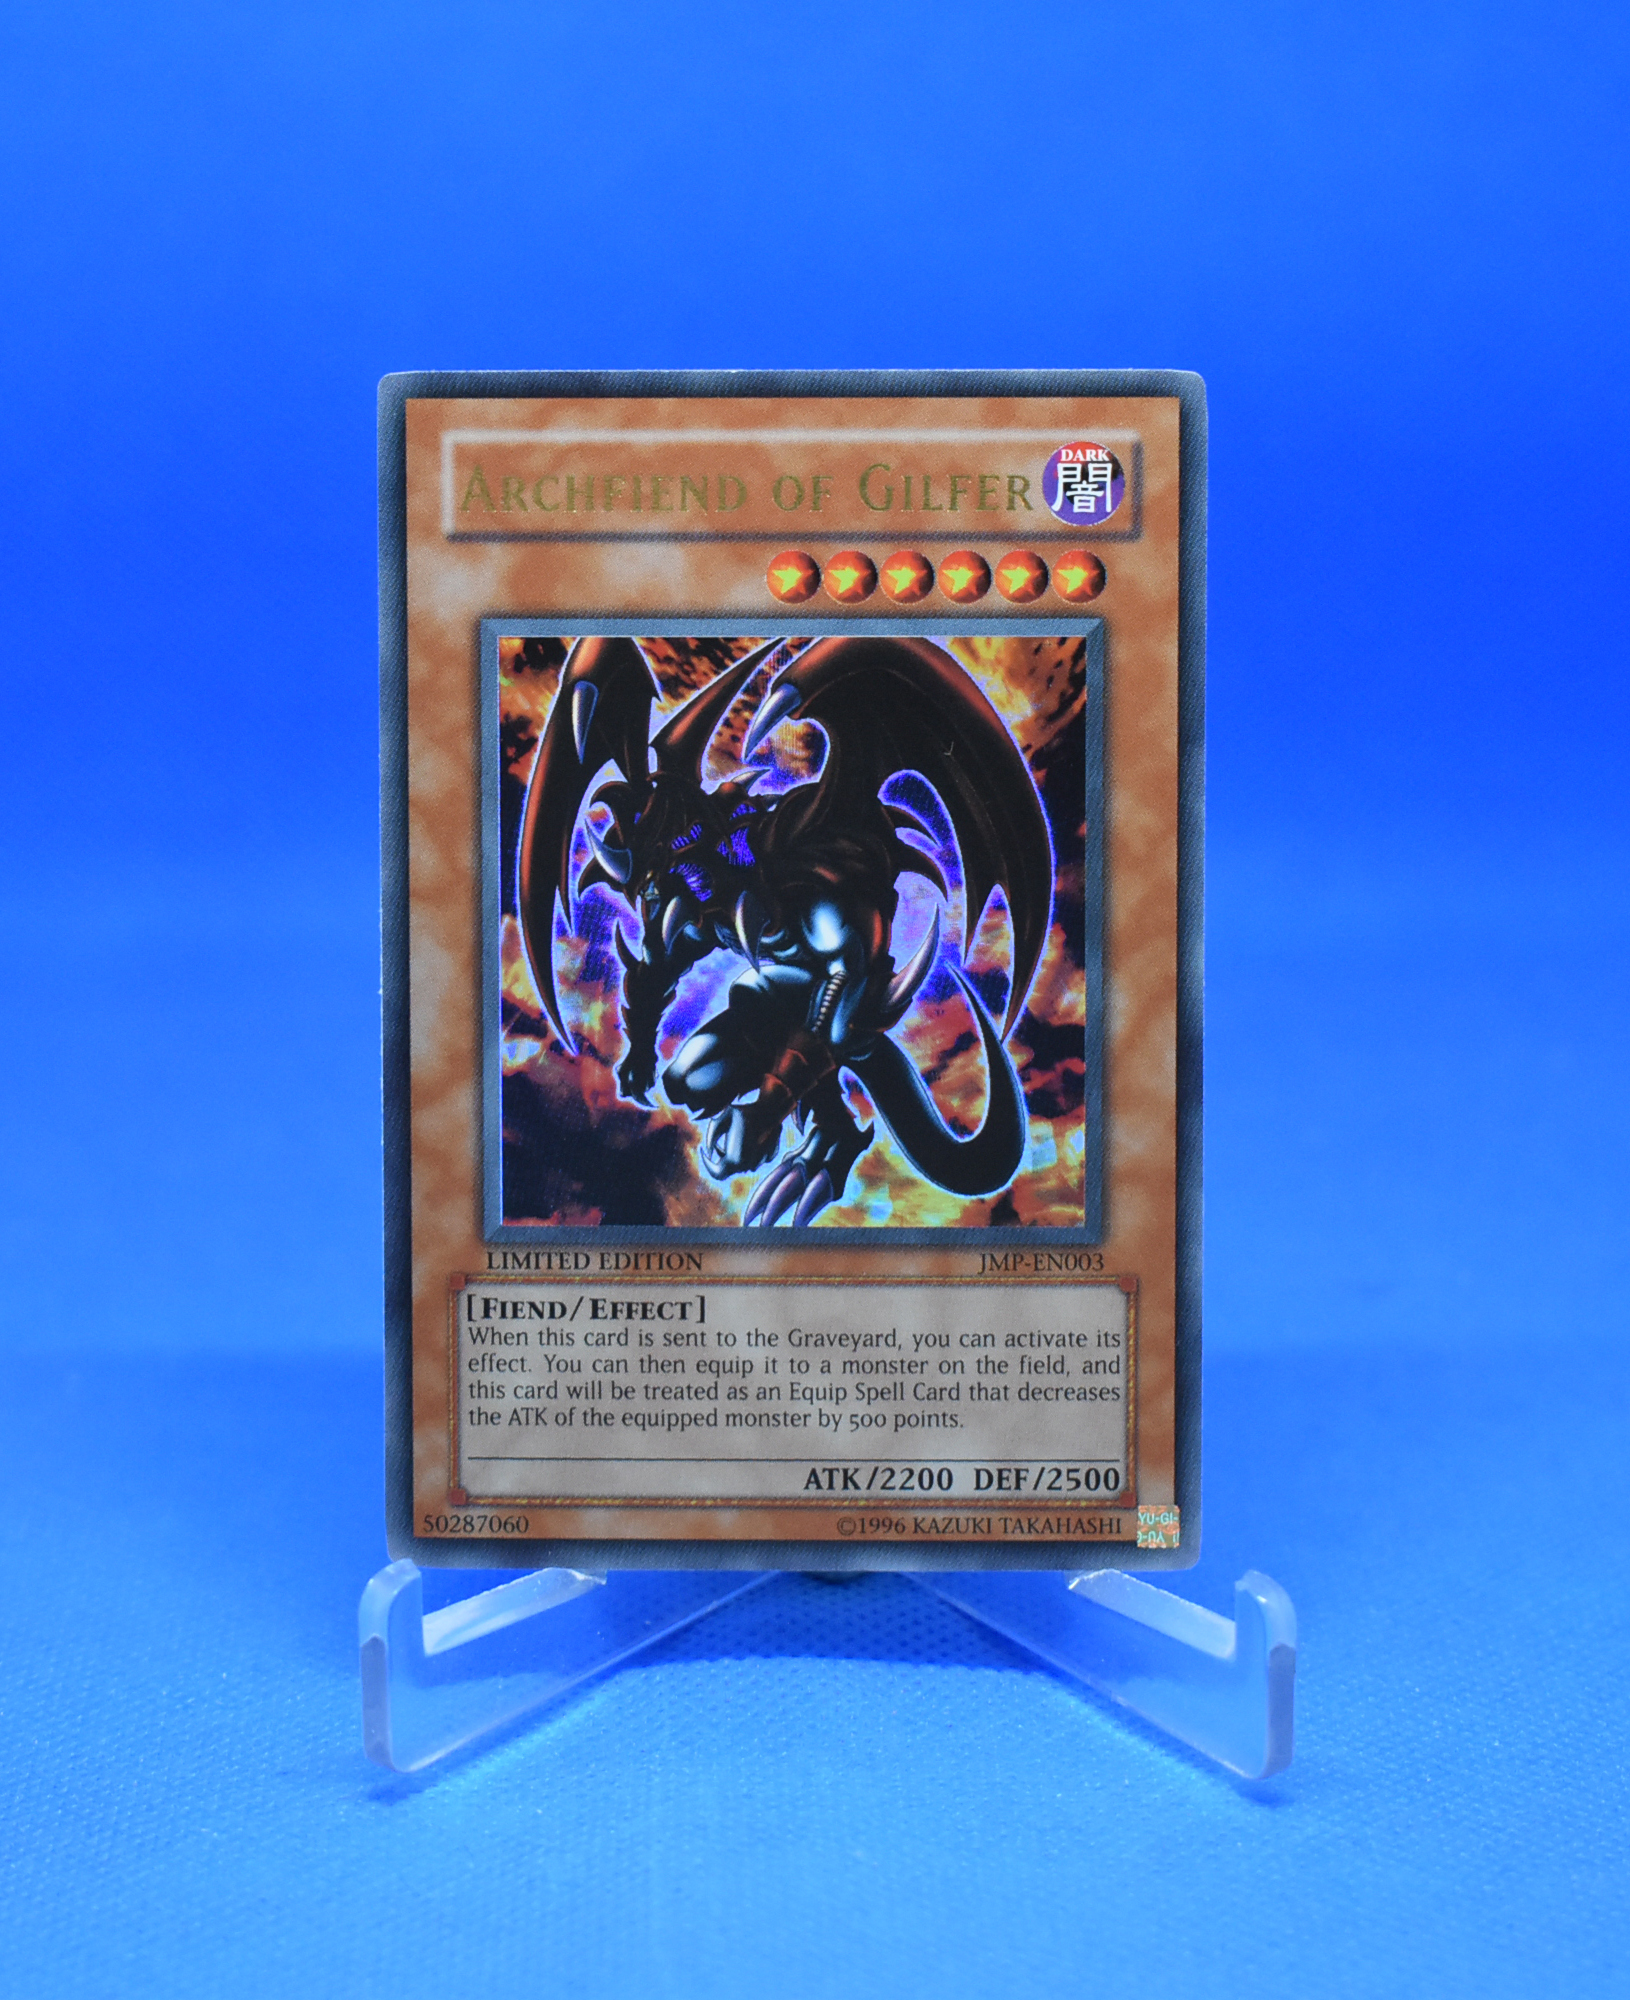 ARCHFIEND OF GILFER
DARK
闇
LIMITED EDITION JMP-EN003
[FIEND/EFFECT]
When this card is sent to the Graveyard, you can activate its
effect. You can then equip it to a monster on the field, and
this card will be treated as an Equip Spell Card that decreases
the ATK of the equipped monster by 500 points.
ATK/2200 DEF/2500
50287060 ©1996 KAZUKI TAKAHASHI
YU-GI-